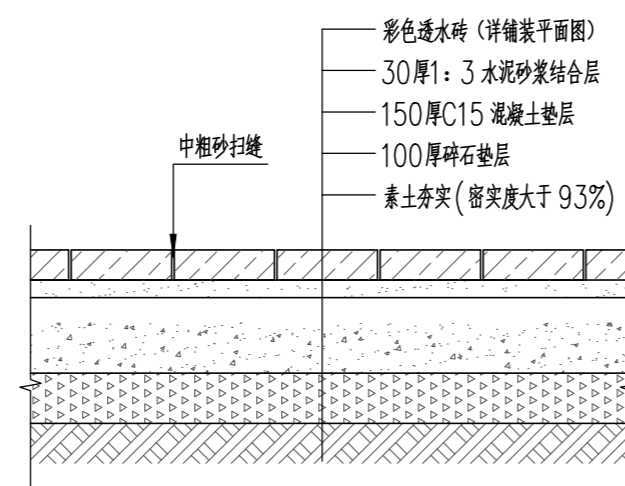 彩色透水砖（详铺装平面图）
30厚1：3 水泥砂浆结合层
150厚C15 混凝土垫层
中粗砂扫缝
100厚碎石垫层
素土夯实(密实度大于 93%)